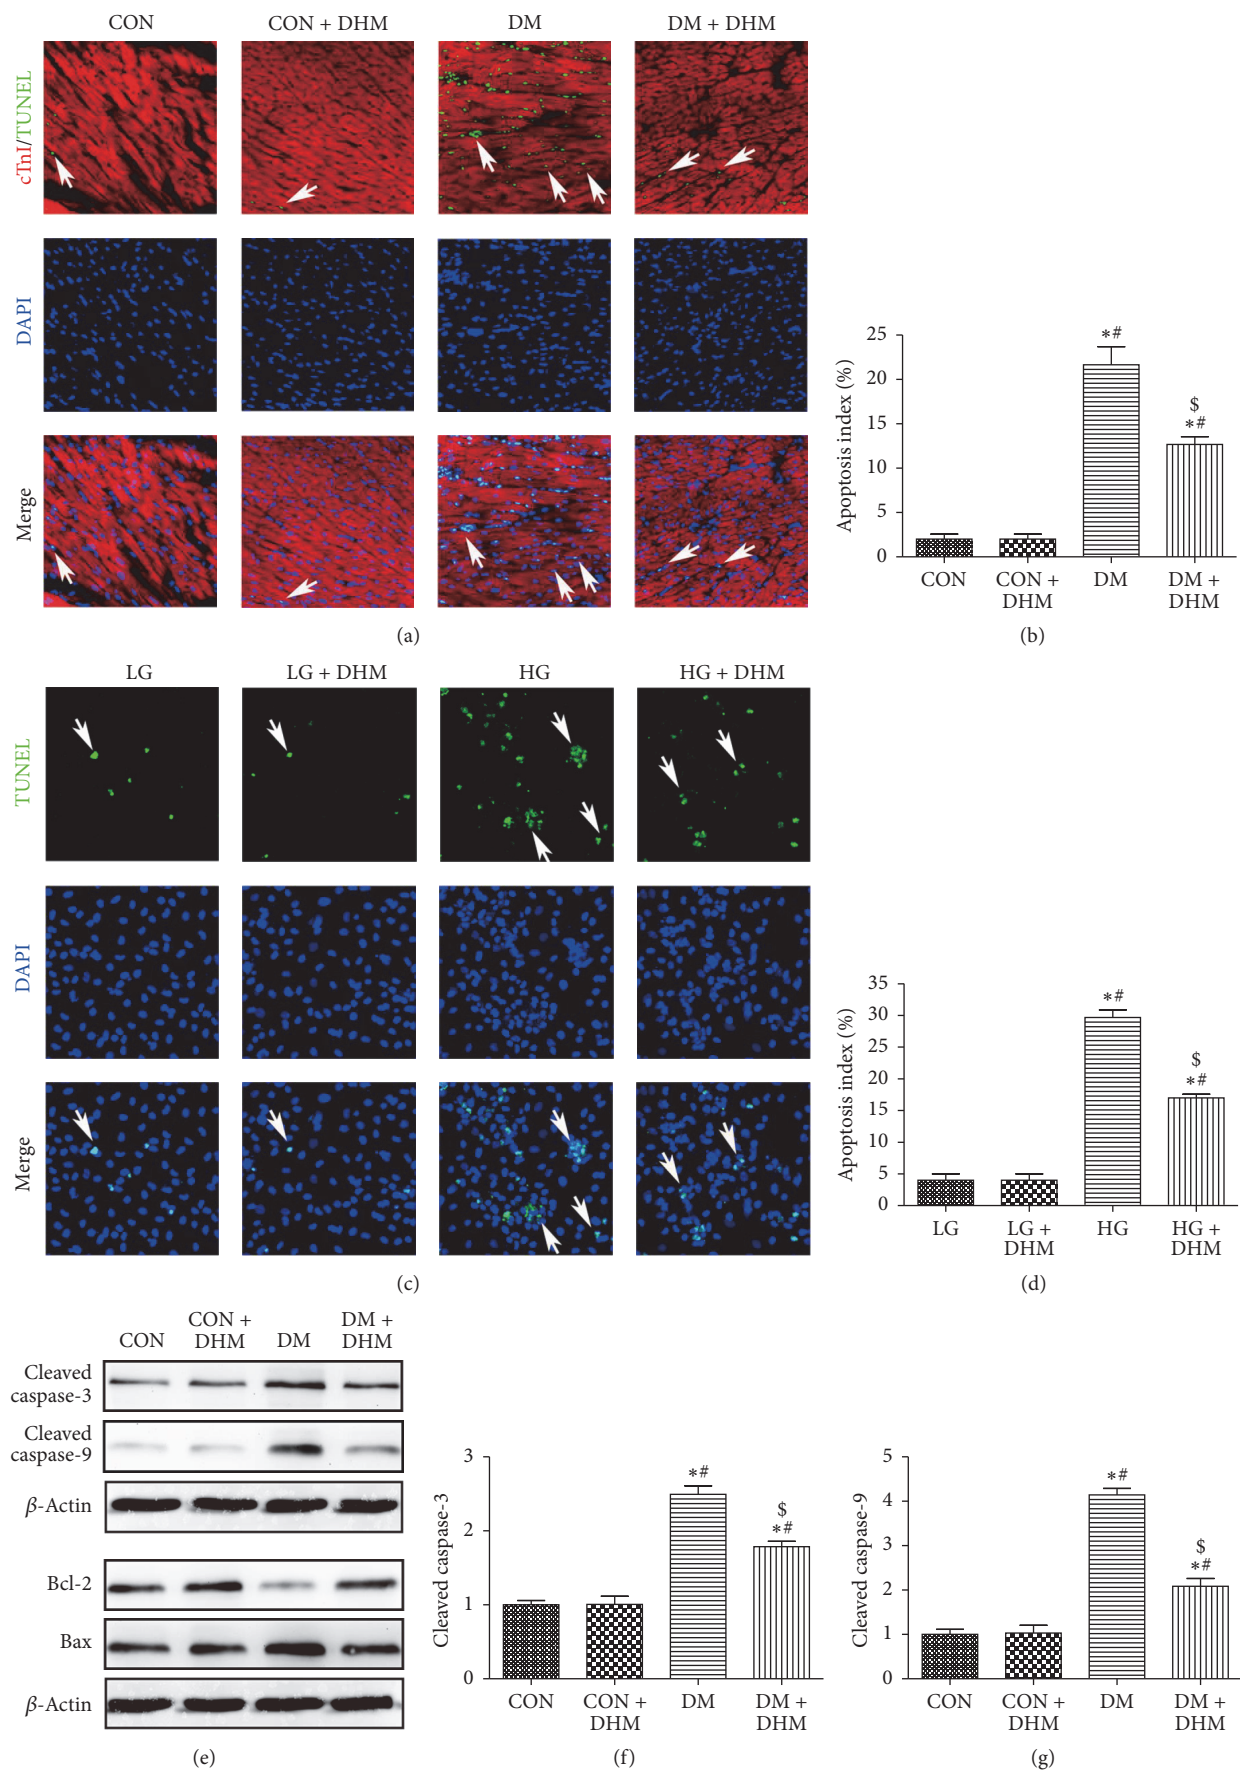 CON
CON + DHM
DM
DM + DHM
cTnI/TUNEL
DAPI
Merge
(a)
Apoptosis index (%)
25
20
15
10
5
0
*#
$
*#
CON
CON +
DHM
DM
DM +
DHM
(b)
LG
LG + DHM
HG
HG + DHM
TUNEL
DAPI
Merge
(c)
Apoptosis index (%)
35
30
25
20
15
10
5
0
*#
$
*#
LG
LG +
DHM
HG
HG +
DHM
(d)
CON
CON +
DHM
DM
DM +
DHM
Cleaved
caspase-3
Cleaved
caspase-9
β-Actin
Bcl-2
Bax
β-Actin
(e)
Cleaved caspase-3
3
2
1
0
*#
$
*#
CON
CON +
DHM
DM
DM +
DHM
(f)
Cleaved caspase-9
5
4
3
2
1
0
*#
$
*#
CON
CON +
DHM
DM
DM +
DHM
(g)